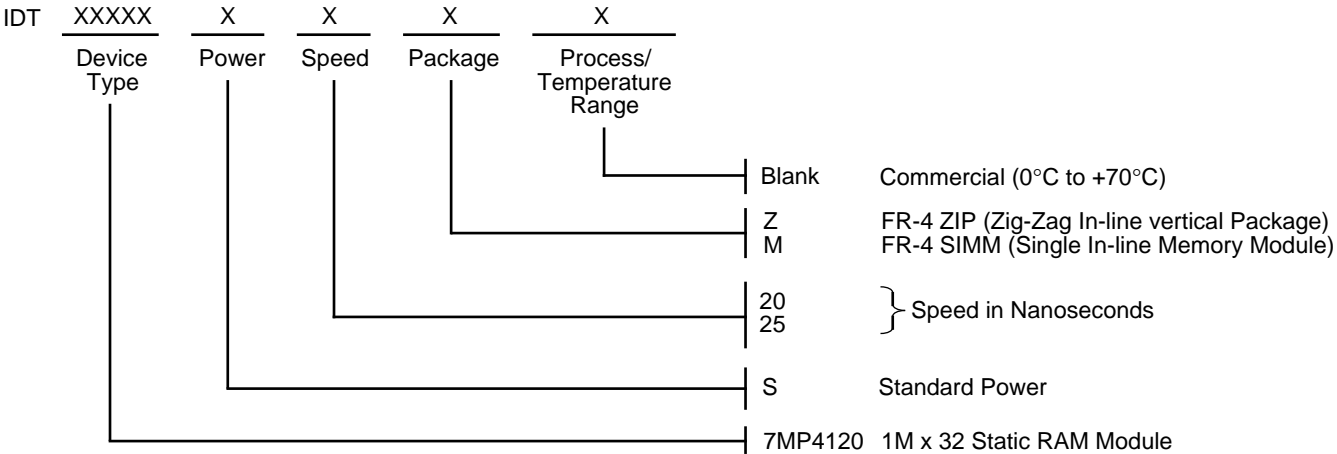 IDT XXXXX X X X X
Device Type Power Speed Package Process/ Temperature Range
Blank Commercial (0°C to +70°C)
Z FR-4 ZIP (Zig-Zag In-line vertical Package)
M FR-4 SIMM (Single In-line Memory Module)
20
25
Speed in Nanoseconds
S Standard Power
7MP4120 1M x 32 Static RAM Module